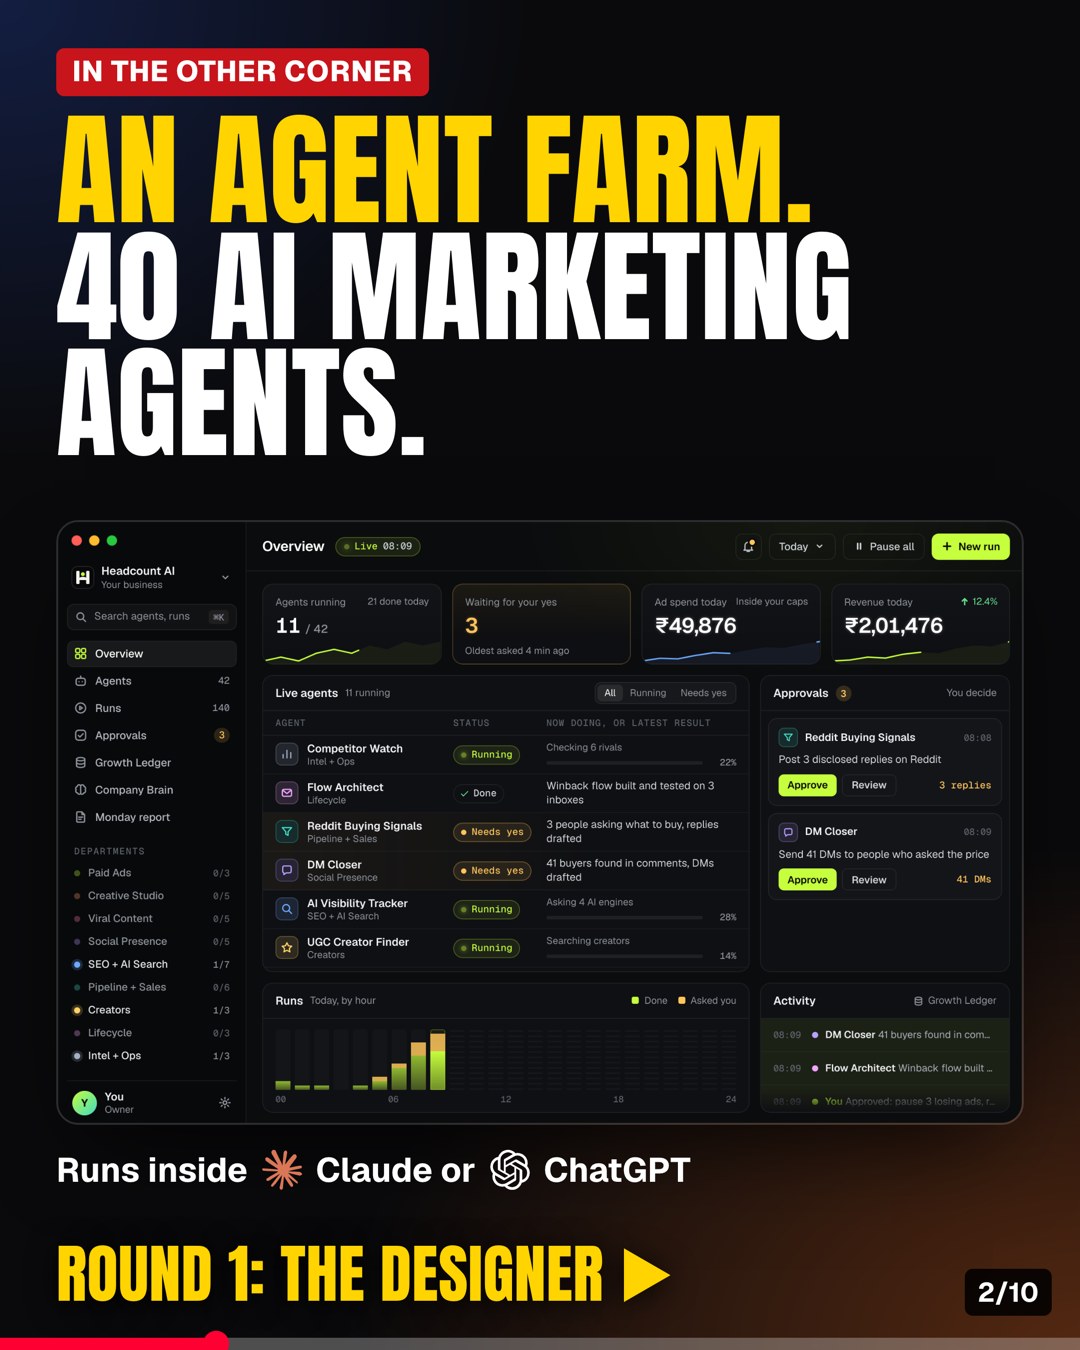 IN THE OTHER CORNER
AN AGENT FARM.
40 AI MARKETING
AGENTS.
Headcount AI
Your business
Search agents, runs
⌘K
Overview
Agents 42
Runs 140
Approvals 3
Growth Ledger
Company Brain
Monday report
DEPARTMENTS
Paid Ads 0/3
Creative Studio 0/5
Viral Content 0/5
Social Presence 0/5
SEO + AI Search 1/7
Pipeline + Sales 0/6
Creators 1/3
Lifecycle 0/3
Intel + Ops 1/3
Y
You
Owner
Overview
Live 08:09
Today
Pause all
+ New run
Agents running 21 done today
11 / 42
Waiting for your yes
3
Oldest asked 4 min ago
Ad spend today Inside your caps
₹49,876
Revenue today ↑ 12.4%
₹2,01,476
Live agents 11 running
All Running Needs yes
AGENT STATUS NOW DOING, OR LATEST RESULT
Competitor Watch
Intel + Ops
Running
Checking 6 rivals
22%
Flow Architect
Lifecycle
Done
Winback flow built and tested on 3
inboxes
Reddit Buying Signals
Pipeline + Sales
Needs yes
3 people asking what to buy, replies
drafted
DM Closer
Social Presence
Needs yes
41 buyers found in comments, DMs
drafted
AI Visibility Tracker
SEO + AI Search
Running
Asking 4 AI engines
28%
UGC Creator Finder
Creators
Running
Searching creators
14%
Approvals 3 You decide
Reddit Buying Signals 08:08
Post 3 disclosed replies on Reddit
Approve Review 3 replies
DM Closer 08:09
Send 41 DMs to people who asked the price
Approve Review 41 DMs
Runs Today, by hour
Done Asked you
00 06 12 18 24
Activity Growth Ledger
08:09 DM Closer 41 buyers found in com...
08:09 Flow Architect Winback flow built ...
08:09 You Approved: pause 3 losing ads, r...
Runs inside Claude or ChatGPT
ROUND 1: THE DESIGNER
2/10